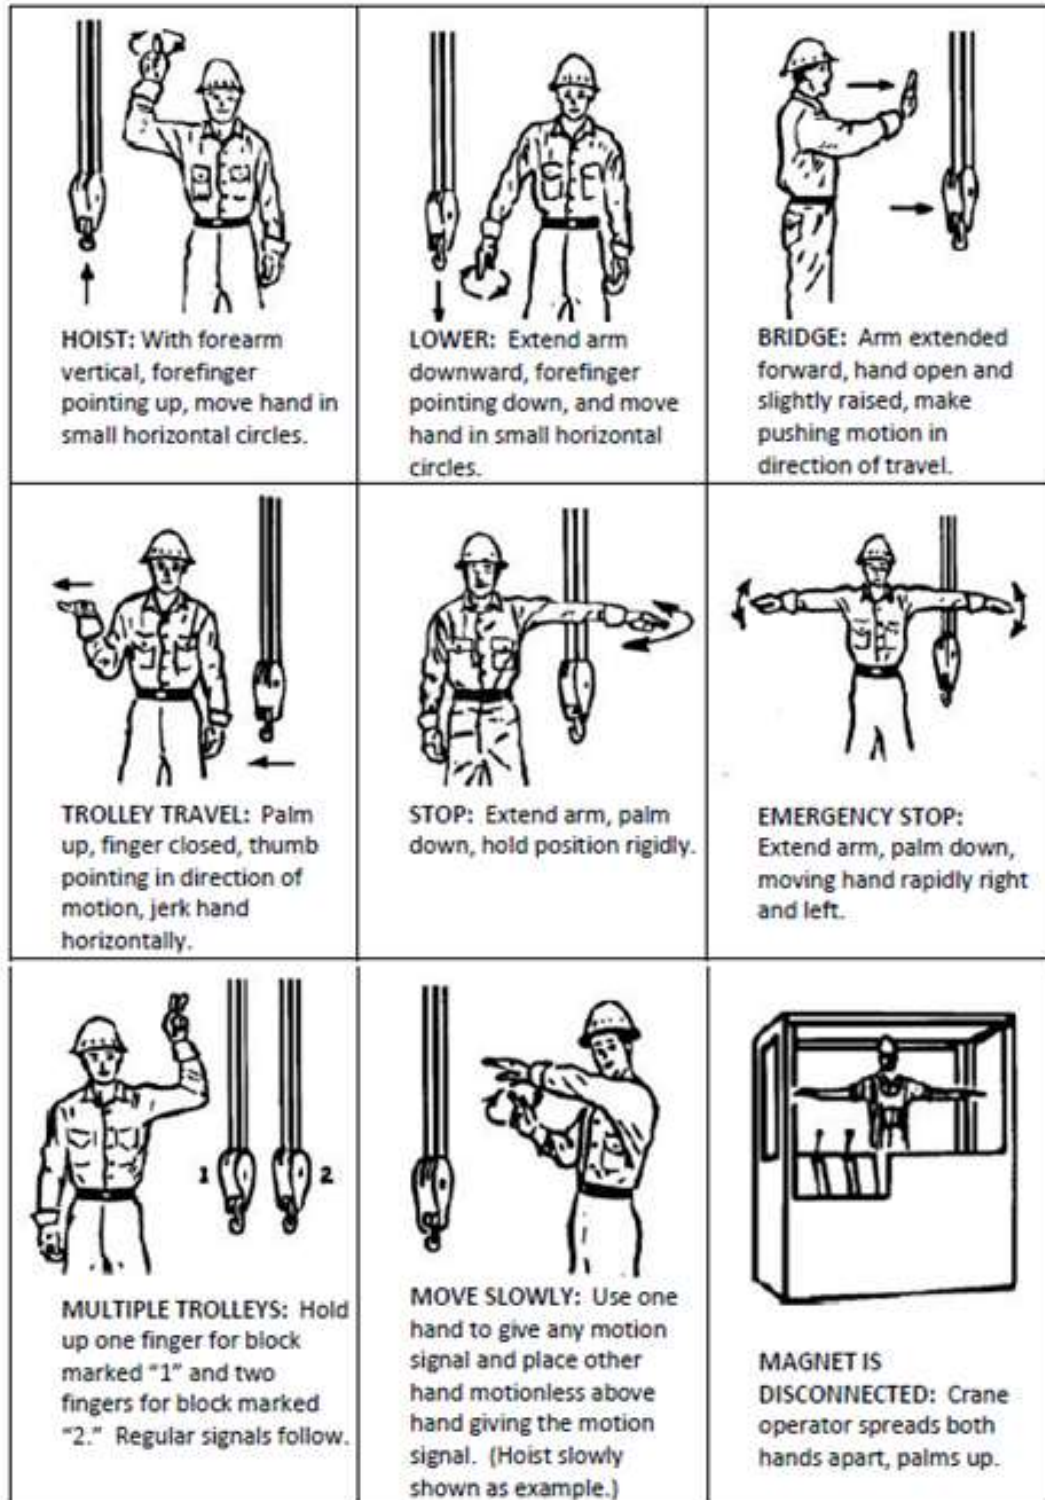 HOIST: With forearm
vertical, forefinger
pointing up, move hand in
small horizontal circles.
LOWER: Extend arm
downward, forefinger
pointing down, and move
hand in small horizontal
circles.
BRIDGE: Arm extended
forward, hand open and
slightly raised, make
pushing motion in
direction of travel.
TROLLEY TRAVEL: Palm
up, finger closed, thumb
pointing in direction of
motion, jerk hand
horizontally.
STOP: Extend arm, palm
down, hold position rigidly.
EMERGENCY STOP:
Extend arm, palm down,
moving hand rapidly right
and left.
1
2
MULTIPLE TROLLEYS: Hold
up one finger for block
marked “1” and two
fingers for block marked
“2.” Regular signals follow.
MOVE SLOWLY: Use one
hand to give any motion
signal and place other
hand motionless above
hand giving the motion
signal. (Hoist slowly
shown as example.)
MAGNET IS
DISCONNECTED: Crane
operator spreads both
hands apart, palms up.